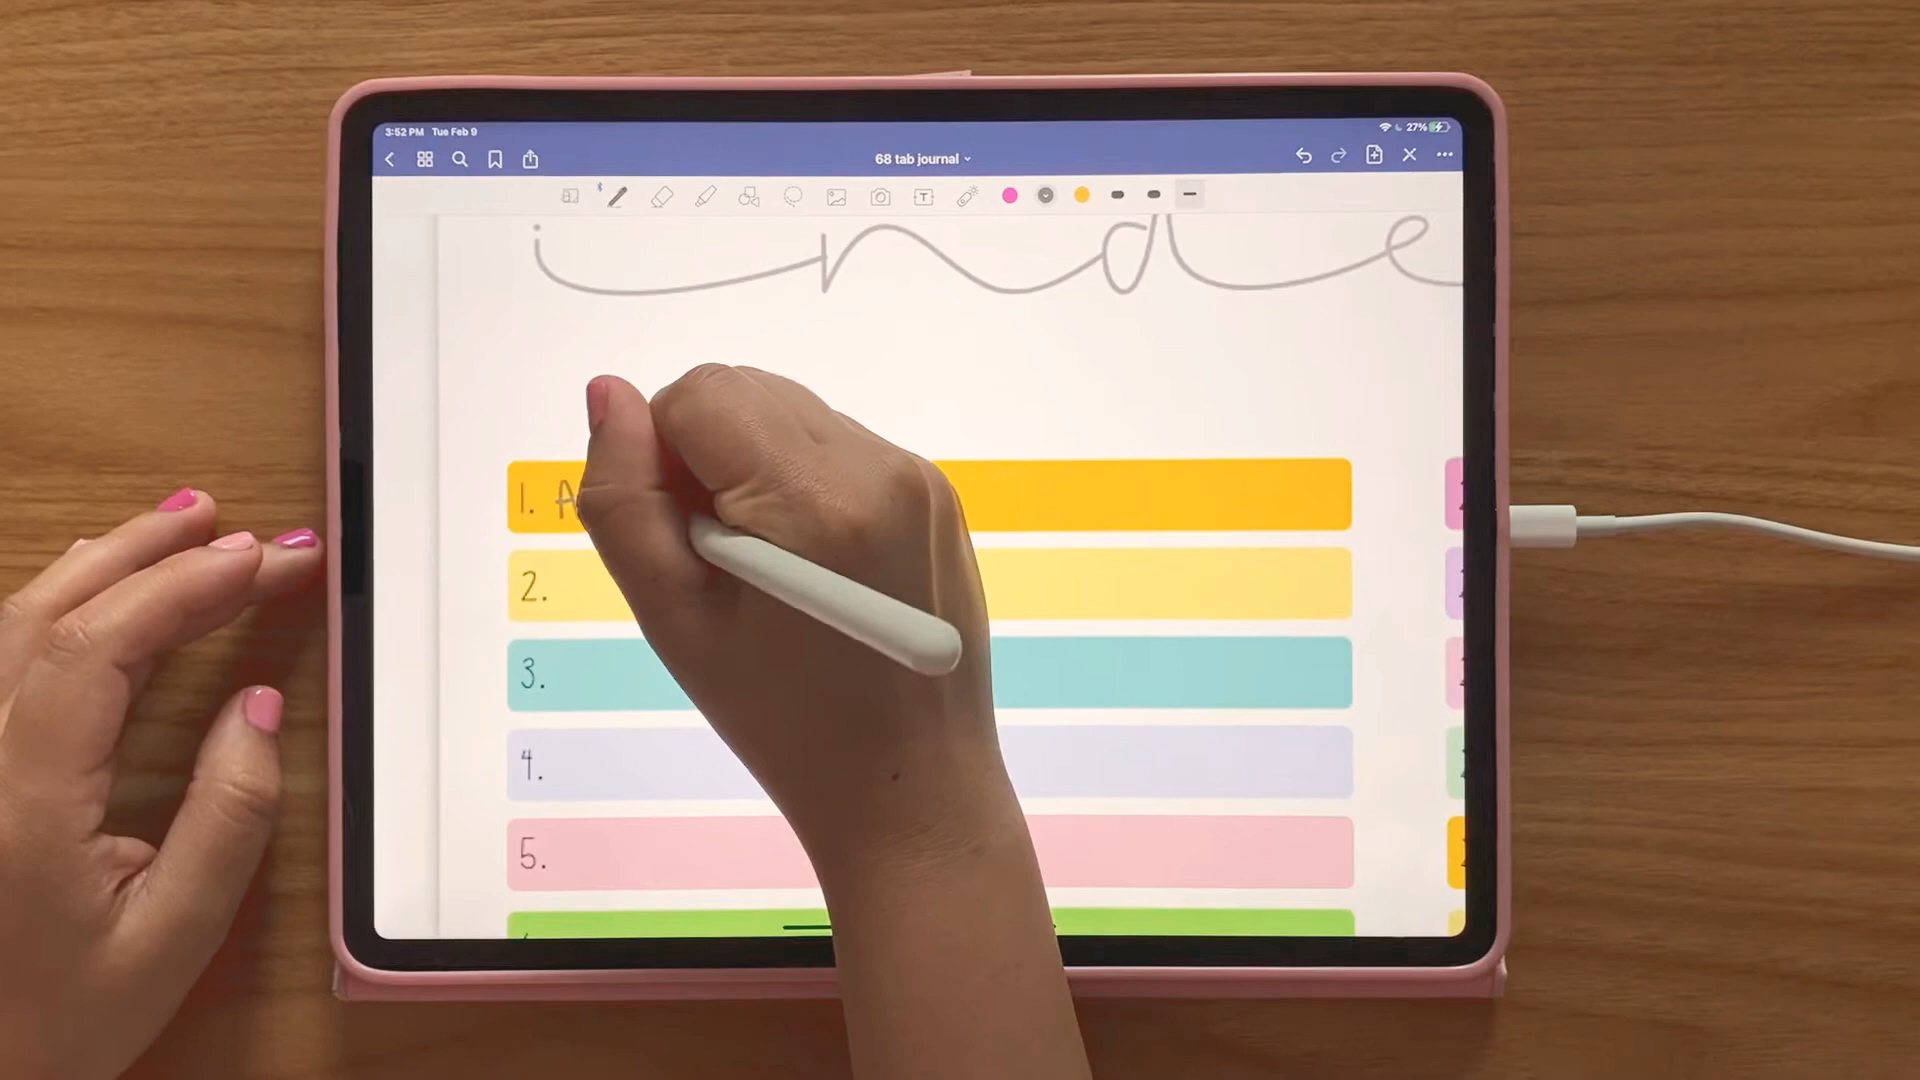 3:52 PM Tue Feb 9
27%
68 tab journal
T
inde
1. A
2.
3.
4.
5.